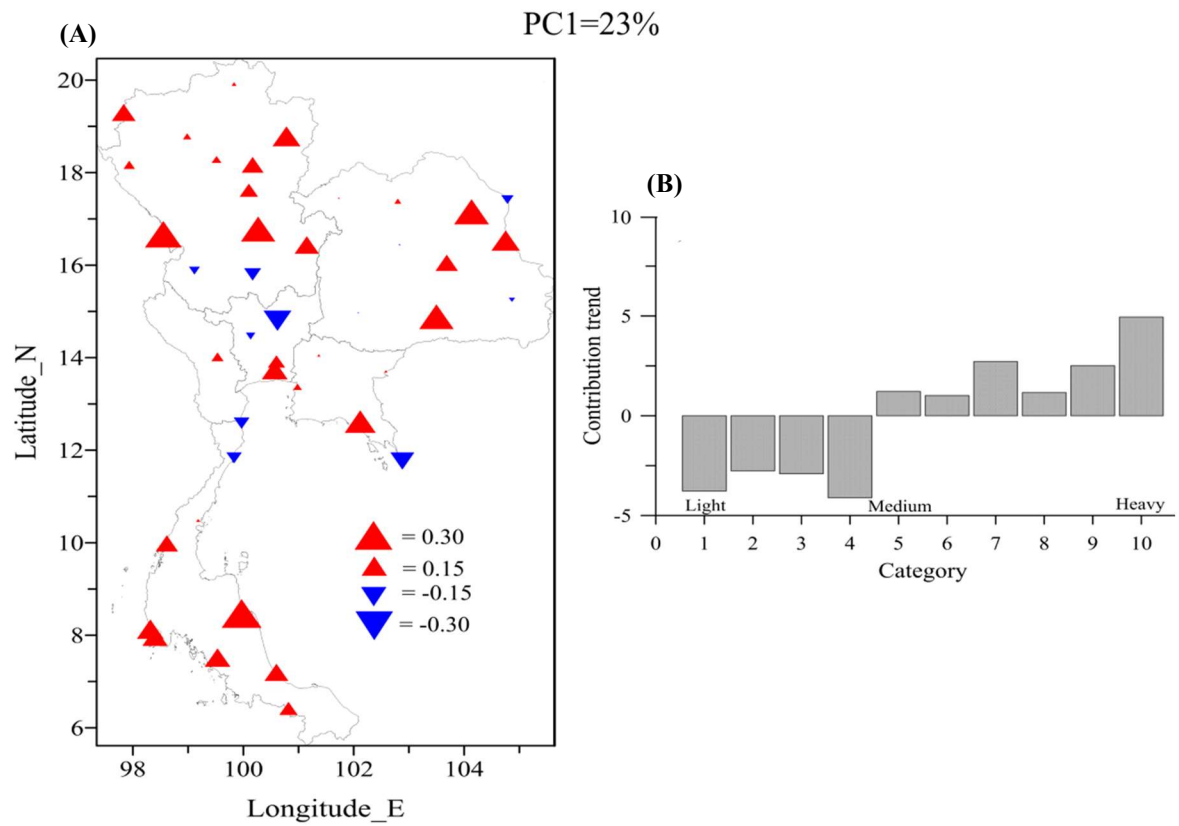 PC1=23%
(A)
20
18
16
14
12
10
8
6
Latitude_N
98
100
102
104
Longitude_E
= 0.30
= 0.15
= -0.15
= -0.30
(B)
10
5
0
-5
Contribution trend
Light
Medium
Heavy
0 1 2 3 4 5 6 7 8 9 10
Category